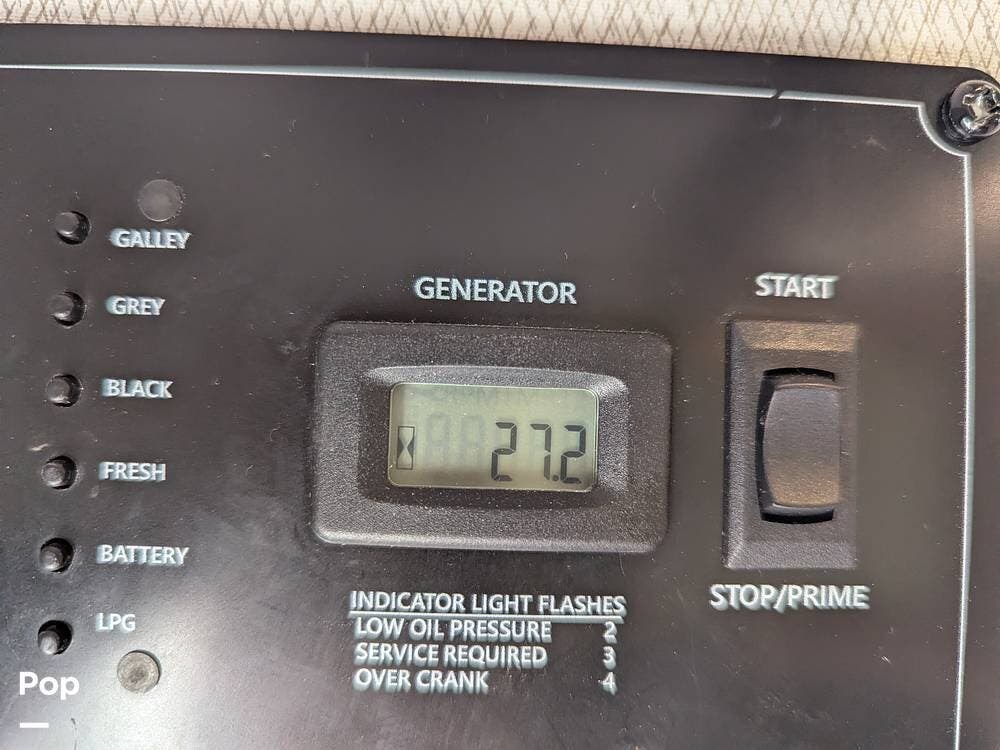 GALLEY
GREY
BLACK
FRESH
BATTERY
LPG
GENERATOR
27.2
START
STOP/PRIME
INDICATOR LIGHT FLASHES
LOW OIL PRESSURE 2
SERVICE REQUIRED 3
OVER CRANK 4
Pop